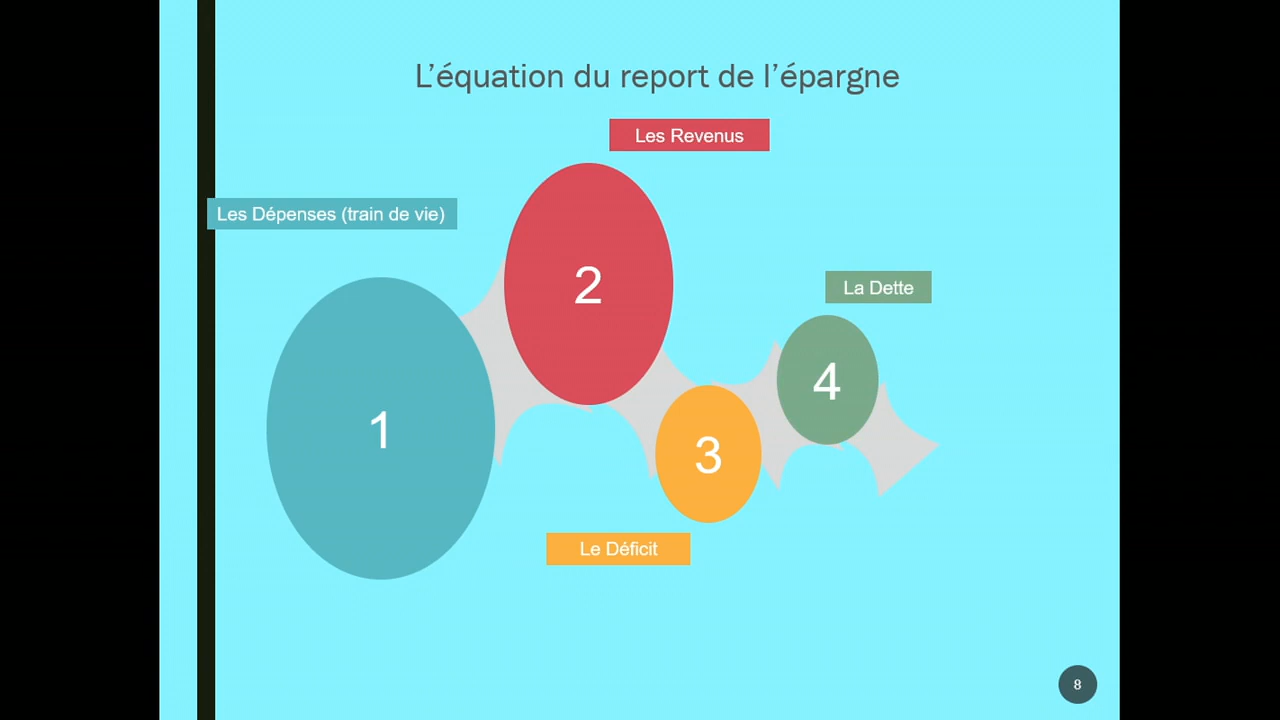 L’équation du report de l’épargne
Les Revenus
Les Dépenses (train de vie)
2
La Dette
4
1
3
Le Déficit
8